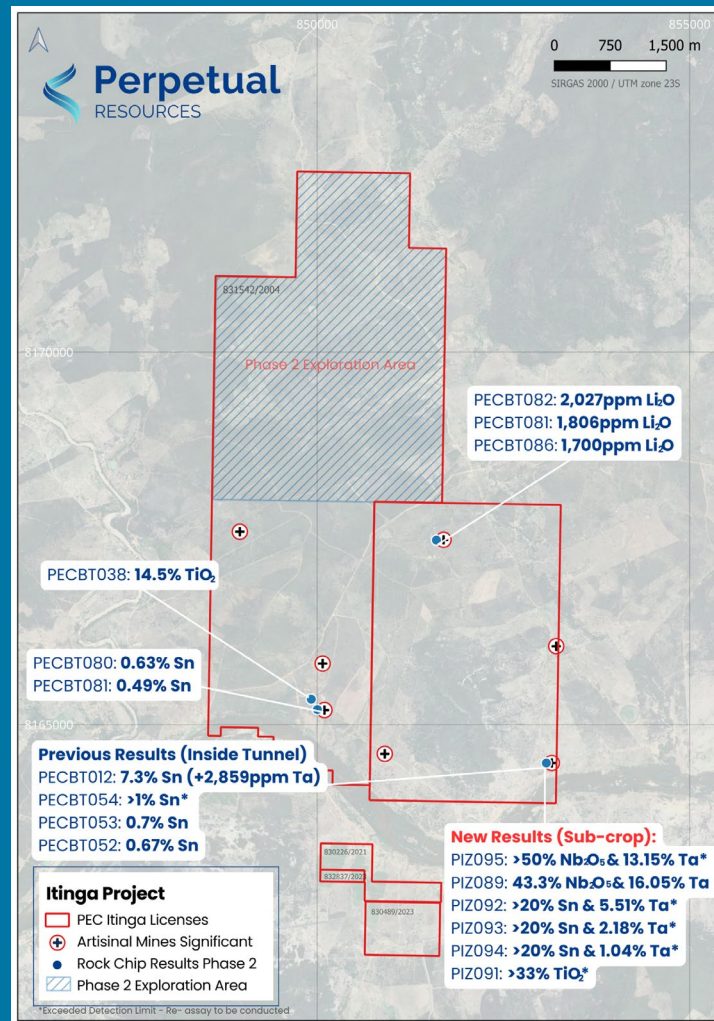 850000
855000
0 750 1,500 m
SIRGAS 2000 / UTM zone 23S
Perpetual
RESOURCES
831542/2004
8170000
Phase 2 Exploration Area
PECBT082: 2,027ppm Li₂O
PECBT081: 1,806ppm Li₂O
PECBT086: 1,700ppm Li₂O
PECBT038: 14.5% TiO₂
PECBT080: 0.63% Sn
PECBT081: 0.49% Sn
8165000
Previous Results (Inside Tunnel)
PECBT012: 7.3% Sn (+2,859ppm Ta)
PECBT054: >1% Sn*
PECBT053: 0.7% Sn
PECBT052: 0.67% Sn
New Results (Sub-crop):
PIZ095: >50% Nb₂O₅ & 13.15% Ta*
PIZ089: 43.3% Nb₂O₅ & 16.05% Ta
PIZ092: >20% Sn & 5.51% Ta*
PIZ093: >20% Sn & 2.18% Ta*
PIZ094: >20% Sn & 1.04% Ta*
PIZ091: >33% TiO₂*
830226/2021
832837/2023
830489/2023
Itinga Project
PEC Itinga Licenses
Artisinal Mines Significant
Rock Chip Results Phase 2
Phase 2 Exploration Area
*Exceeded Detection Limit - Re- assay to be conducted